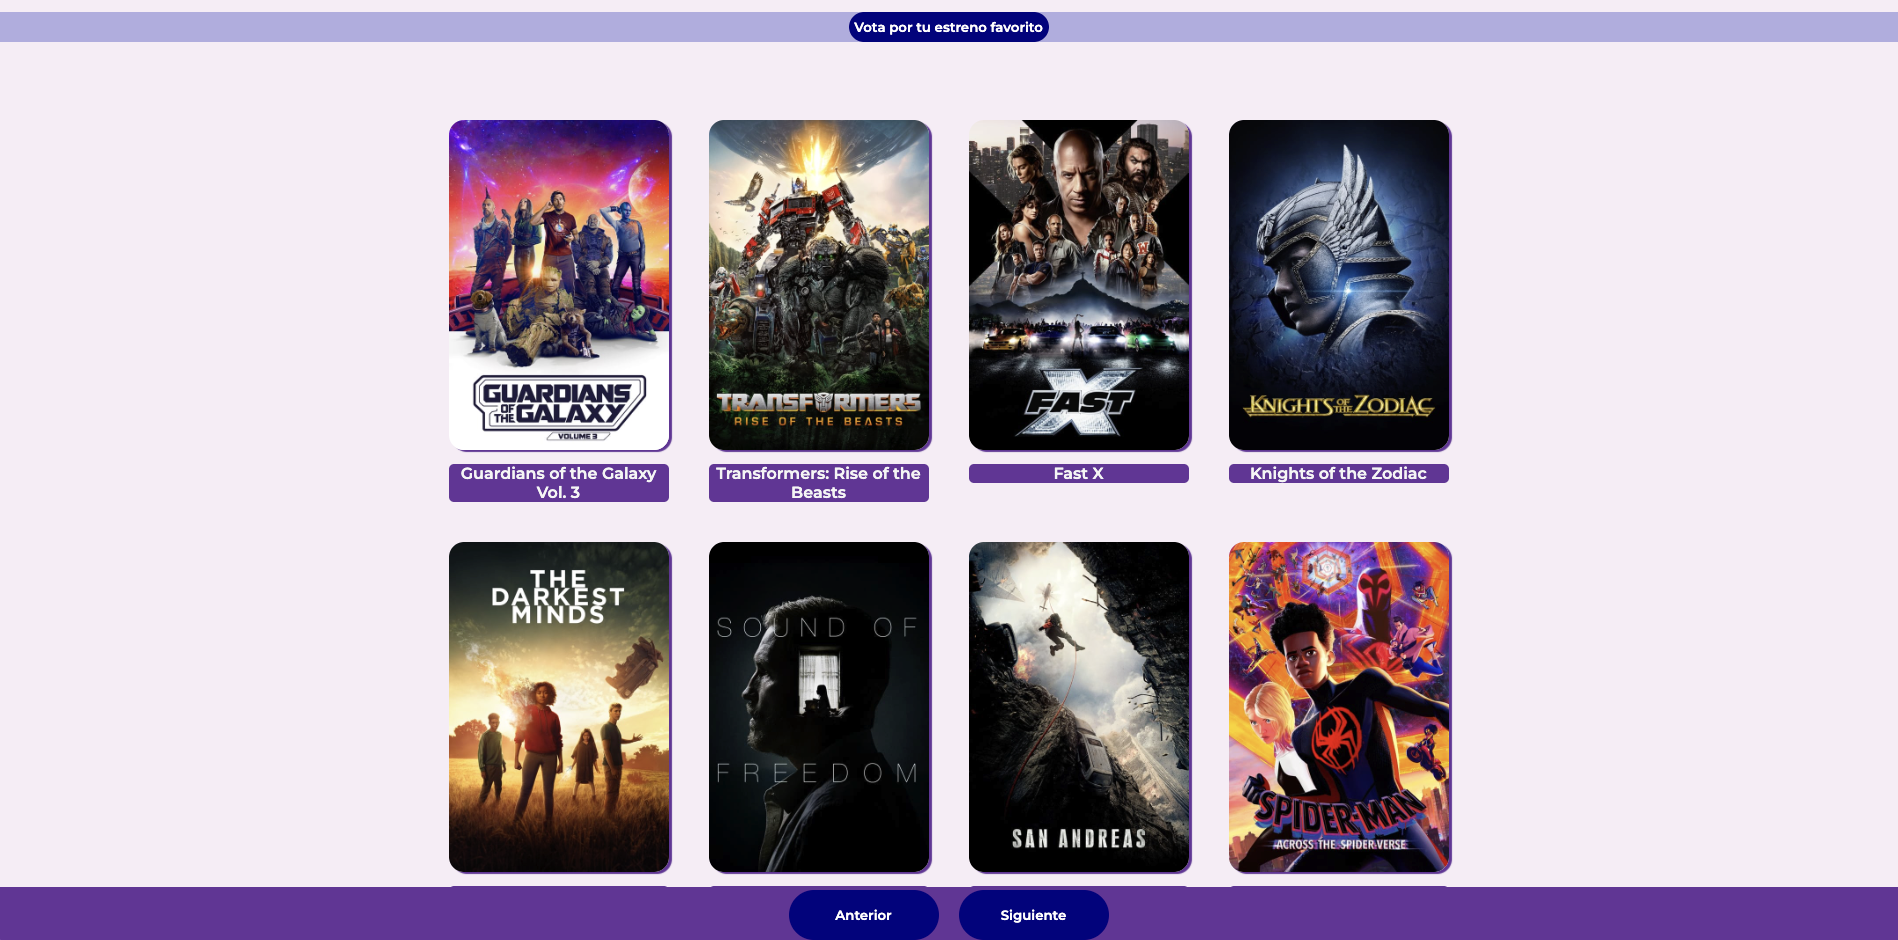 Vota por tu estreno favorito
GUARDIANS
OF THE
GALAXY
VOLUME 3
TRANSFORMERS
RISE OF THE BEASTS
FAST
X
KNIGHTS OF THE ZODIAC
Guardians of the Galaxy
Vol. 3
Transformers: Rise of the
Beasts
Fast X
Knights of the Zodiac
THE
DARKEST
MINDS
SOUND OF
FREEDOM
SAN ANDREAS
SPIDER-MAN
ACROSS THE SPIDER-VERSE
Anterior
Siguiente